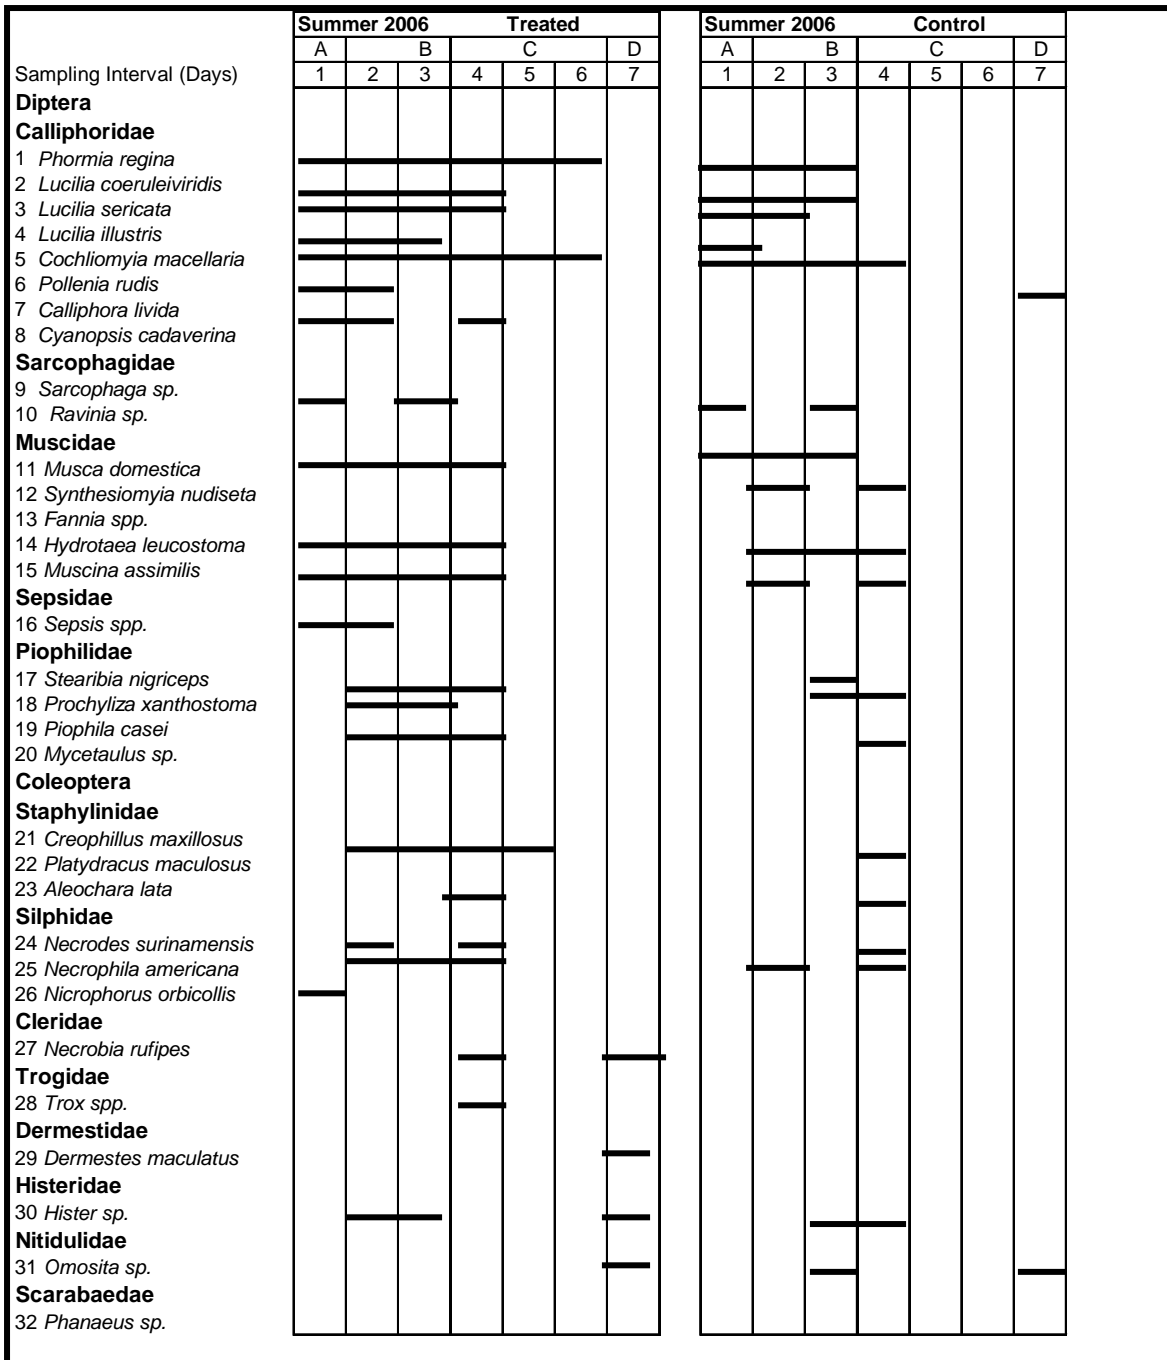 Summer 2006 Treated Summer 2006 Control
A B C D A B C D
Sampling Interval (Days) 1 2 3 4 5 6 7 1 2 3 4 5 6 7
Diptera
Calliphoridae
1 Phormia regina
2 Lucilia coeruleiviridis
3 Lucilia sericata
4 Lucilia illustris
5 Cochliomyia macellaria
6 Pollenia rudis
7 Calliphora livida
8 Cyanopsis cadaverina
Sarcophagidae
9 Sarcophaga sp.
10 Ravinia sp.
Muscidae
11 Musca domestica
12 Synthesiomyia nudiseta
13 Fannia spp.
14 Hydrotaea leucostoma
15 Muscina assimilis
Sepsidae
16 Sepsis spp.
Piophilidae
17 Stearibia nigriceps
18 Prochyliza xanthostoma
19 Piophila casei
20 Mycetaulus sp.
Coleoptera
Staphylinidae
21 Creophillus maxillosus
22 Platydracus maculosus
23 Aleochara lata
Silphidae
24 Necrodes surinamensis
25 Necrophila americana
26 Nicrophorus orbicollis
Cleridae
27 Necrobia rufipes
Trogidae
28 Trox spp.
Dermestidae
29 Dermestes maculatus
Histeridae
30 Hister sp.
Nitidulidae
31 Omosita sp.
Scarabaedae
32 Phanaeus sp.